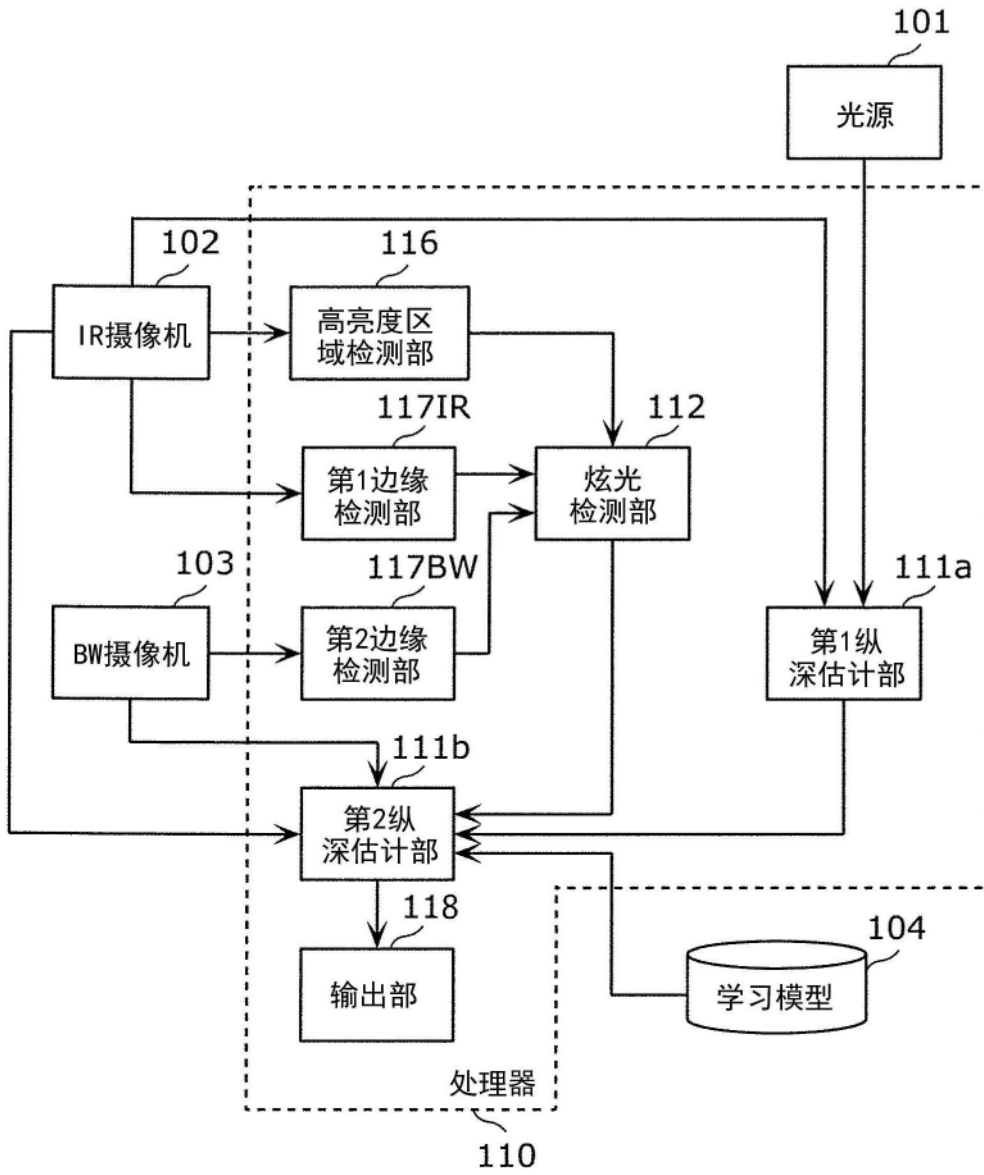 101
光源
102
IR摄像机
116
高亮度区
域检测部
117IR
第1边缘
检测部
112
炫光
检测部
103
BW摄像机
117BW
第2边缘
检测部
111a
第1纵
深估计部
111b
第2纵
深估计部
118
输出部
104
学习模型
处理器
110